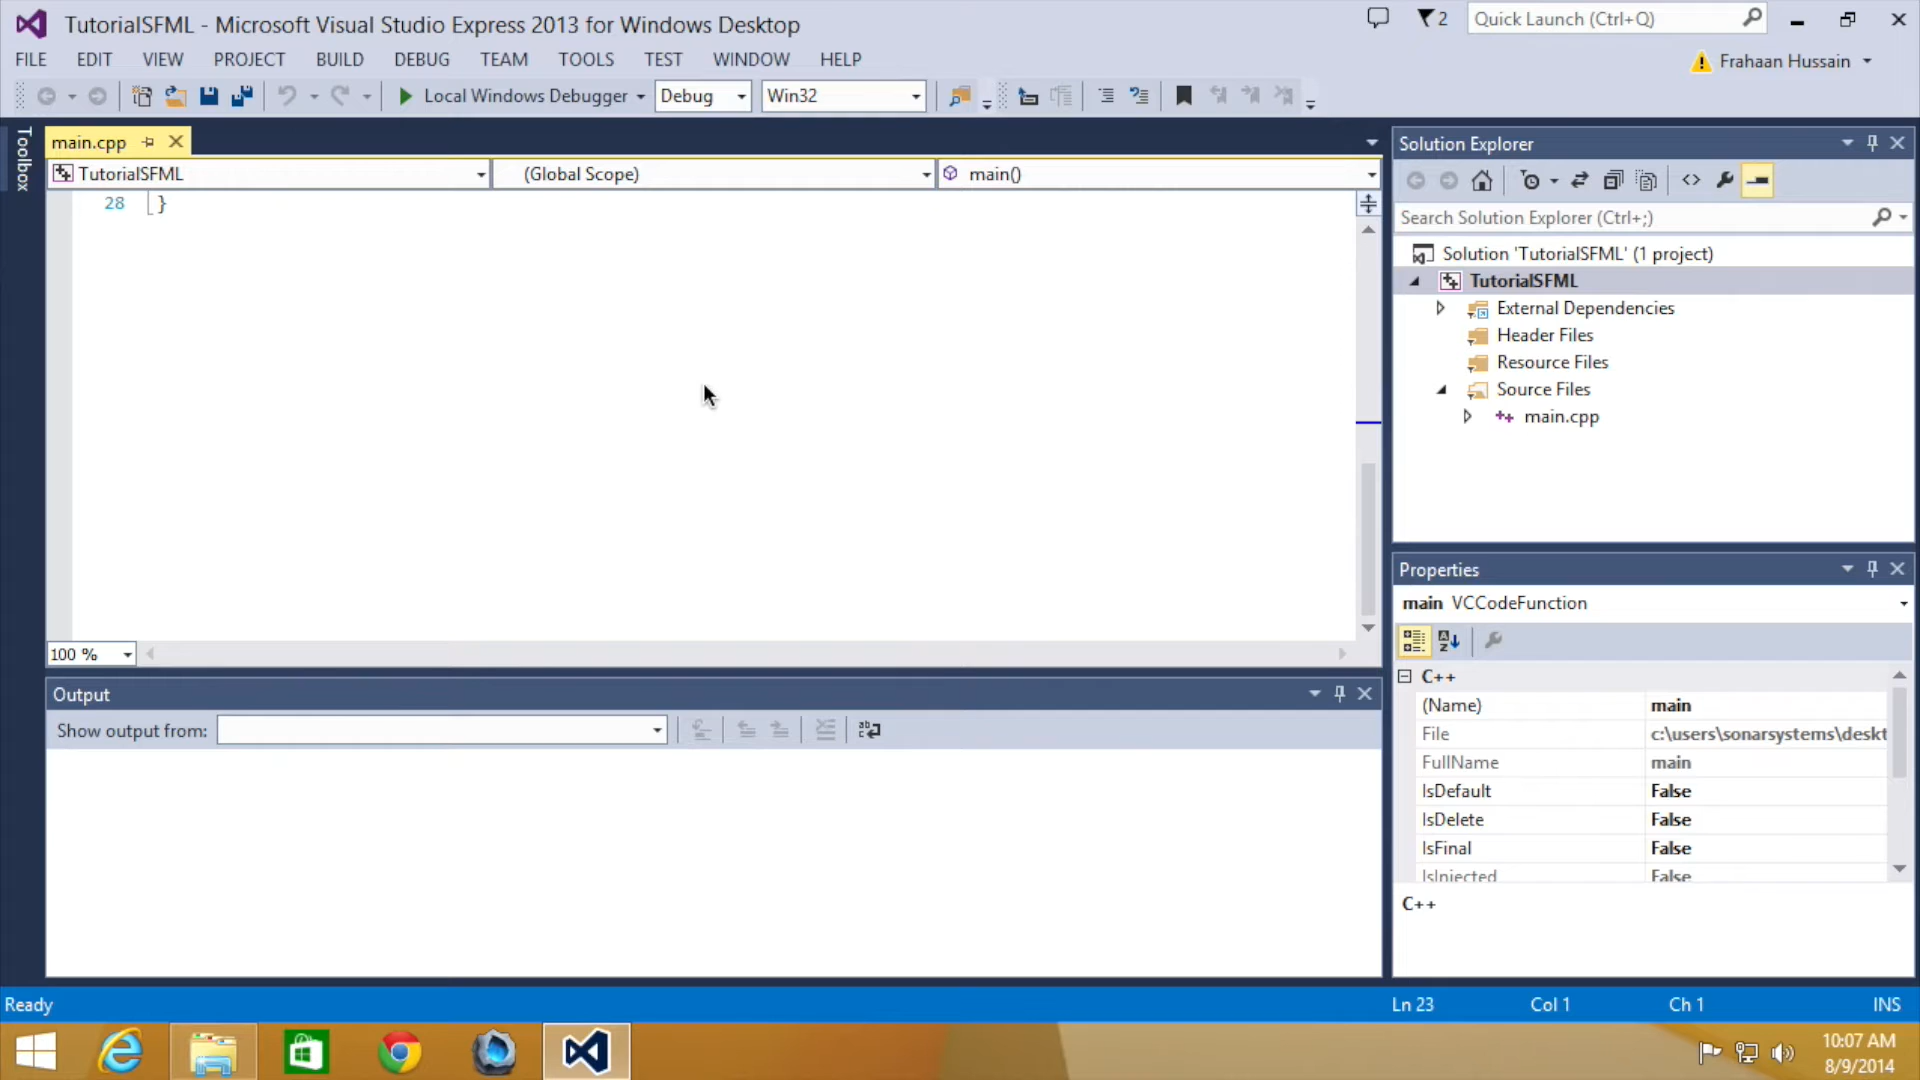 TutorialSFML - Microsoft Visual Studio Express 2013 for Windows Desktop
2
Quick Launch (Ctrl+Q)
FILE EDIT VIEW PROJECT BUILD DEBUG TEAM TOOLS TEST WINDOW HELP
Frahaan Hussain
Local Windows Debugger
Debug
Win32
Toolbox
main.cpp
TutorialSFML
(Global Scope)
main()
28 }
100 %
Output
Show output from:
Solution Explorer
Search Solution Explorer (Ctrl+;)
Solution 'TutorialSFML' (1 project)
TutorialSFML
External Dependencies
Header Files
Resource Files
Source Files
main.cpp
Properties
main VCCodeFunction
C++
(Name) main
File c:\users\sonarsystems\deskt
FullName main
IsDefault False
IsDelete False
IsFinal False
IsInjected False
C++
Ready
Ln 23
Col 1
Ch 1
INS
10:07 AM
8/9/2014